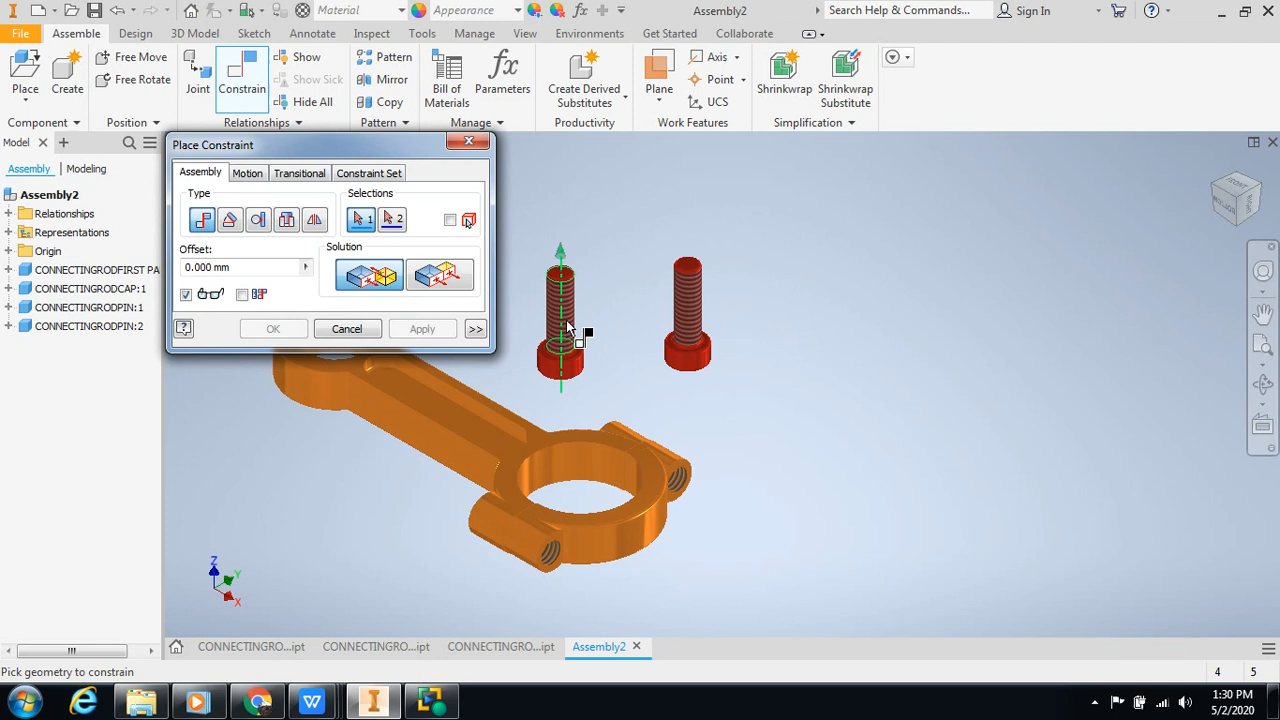 Material
Appearance
Assembly2
Search Help & Commands...
Sign In
File
Assemble
Design
3D Model
Sketch
Annotate
Inspect
Tools
Manage
View
Environments
Get Started
Collaborate
Place
Create
Free Move
Free Rotate
Joint
Constrain
Show
Show Sick
Hide All
Pattern
Mirror
Copy
Bill of Materials
Parameters
Create Derived Substitutes
Plane
Axis
Point
UCS
Shrinkwrap
Shrinkwrap Substitute
Component
Position
Relationships
Pattern
Manage
Productivity
Work Features
Simplification
Model
Assembly
Modeling
Assembly2
Relationships
Representations
Origin
CONNECTINGRODFIRST PA
CONNECTINGRODCAP:1
CONNECTINGRODPIN:1
CONNECTINGRODPIN:2
Place Constraint
Assembly
Motion
Transitional
Constraint Set
Type
Selections
1
2
Offset:
0.000 mm
Solution
OK
Cancel
Apply
>>
FRONT
BOTTOM
Z
Y
X
CONNECTINGRO...ipt
CONNECTINGRO...ipt
CONNECTINGRO...ipt
Assembly2
Pick geometry to constrain
4
5
1:30 PM
5/2/2020